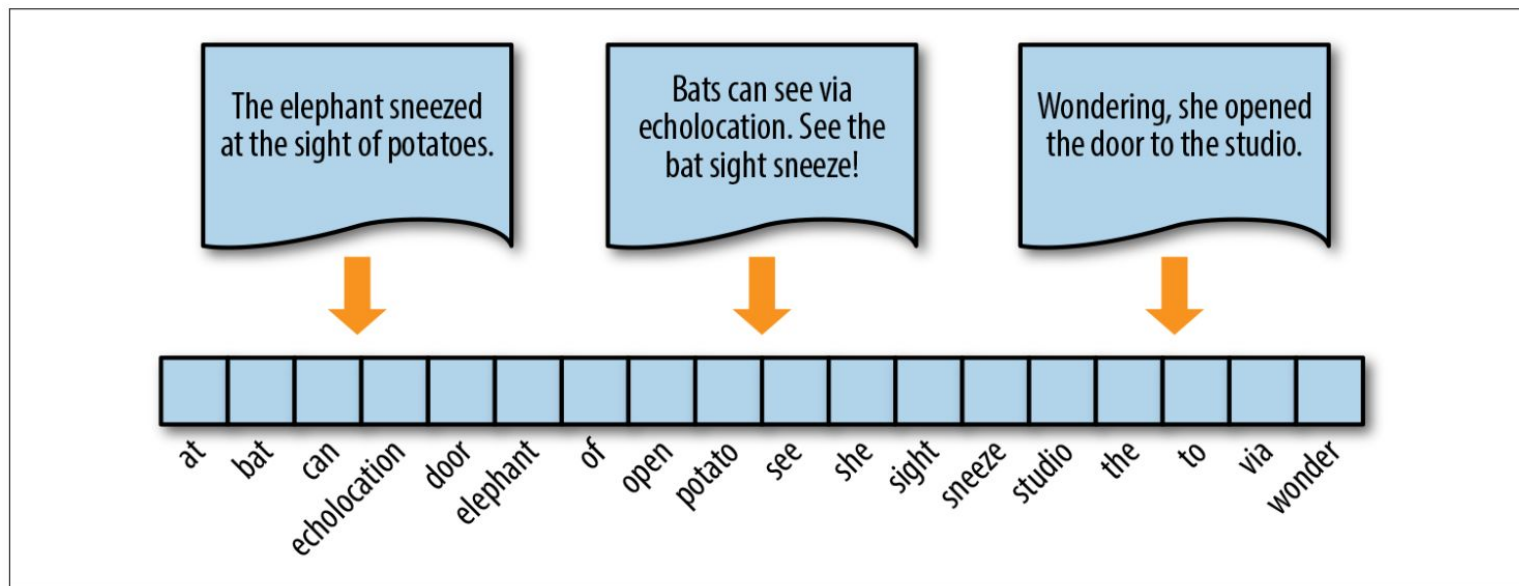 The elephant sneezed
at the sight of potatoes.
Bats can see via
echolocation. See the
bat sight sneeze!
Wondering, she opened
the door to the studio.
at
bat
can
echolocation
door
elephant
of
open
potato
see
she
sight
sneeze
studio
the
to
via
wonder